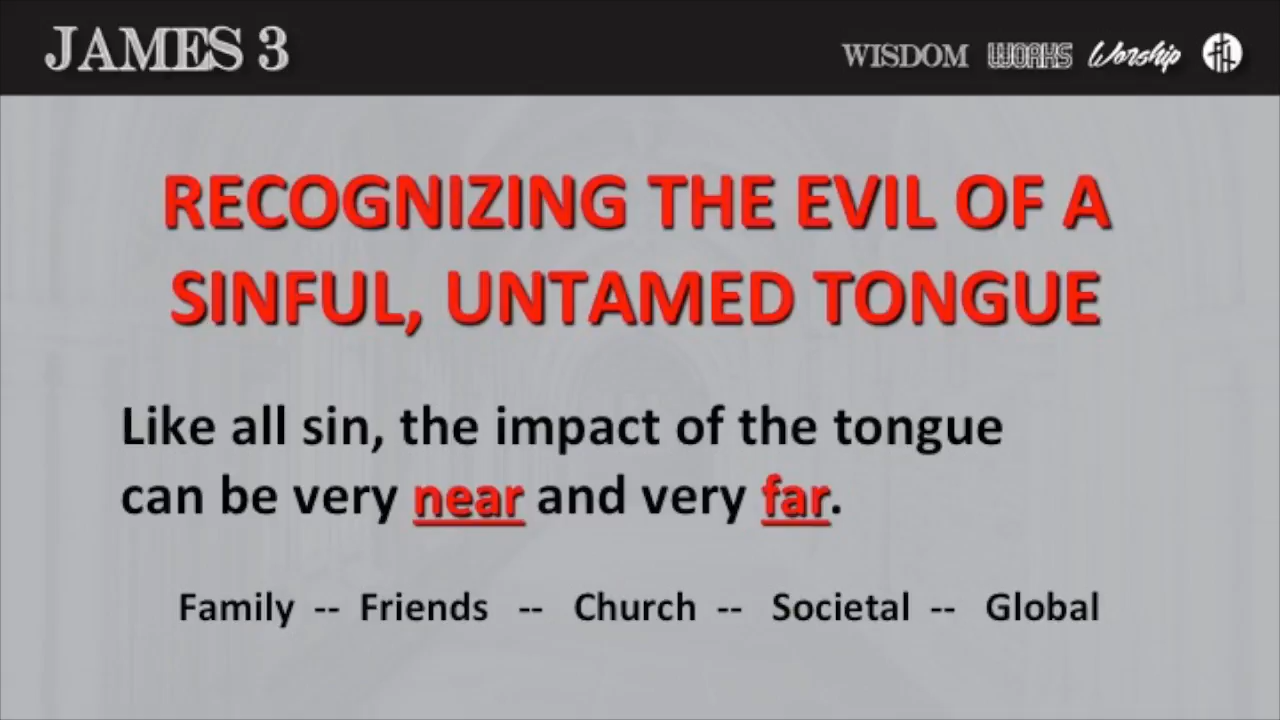 JAMES 3
WISDOM WORKS Worship
RECOGNIZING THE EVIL OF A
SINFUL, UNTAMED TONGUE
Like all sin, the impact of the tongue
can be very near and very far.
Family -- Friends -- Church -- Societal -- Global